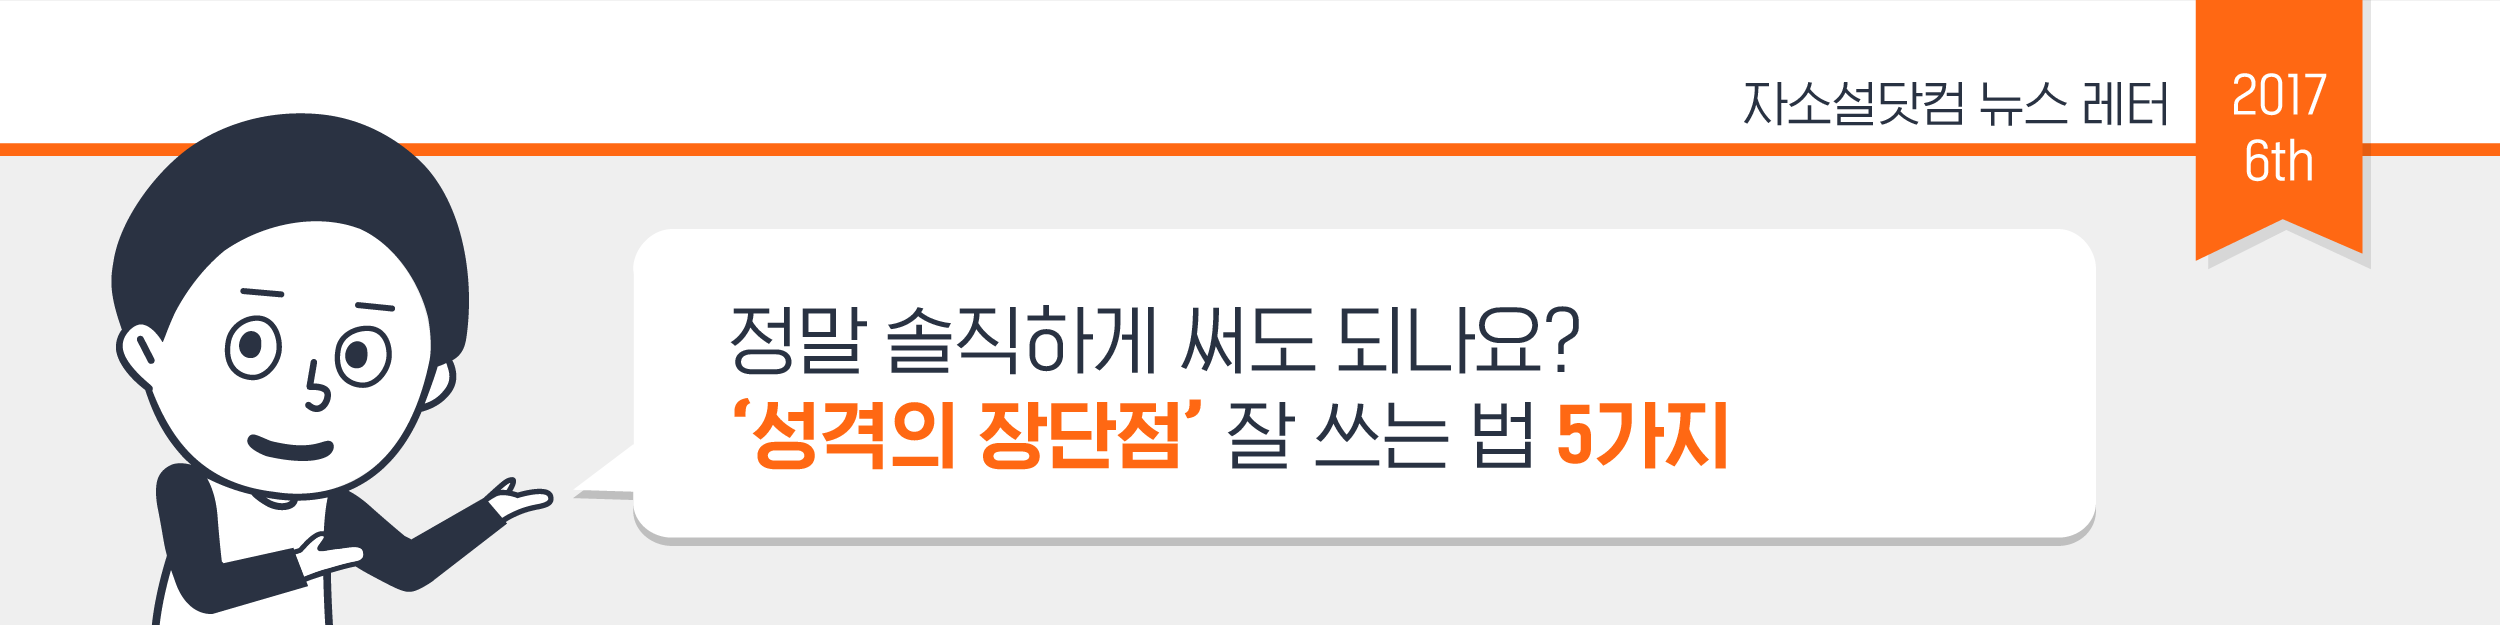 자소설닷컴 뉴스 레터
2017
6th
정말 솔직하게 써도 되나요?
‘성격의 장단점’ 잘 쓰는 법 5가지